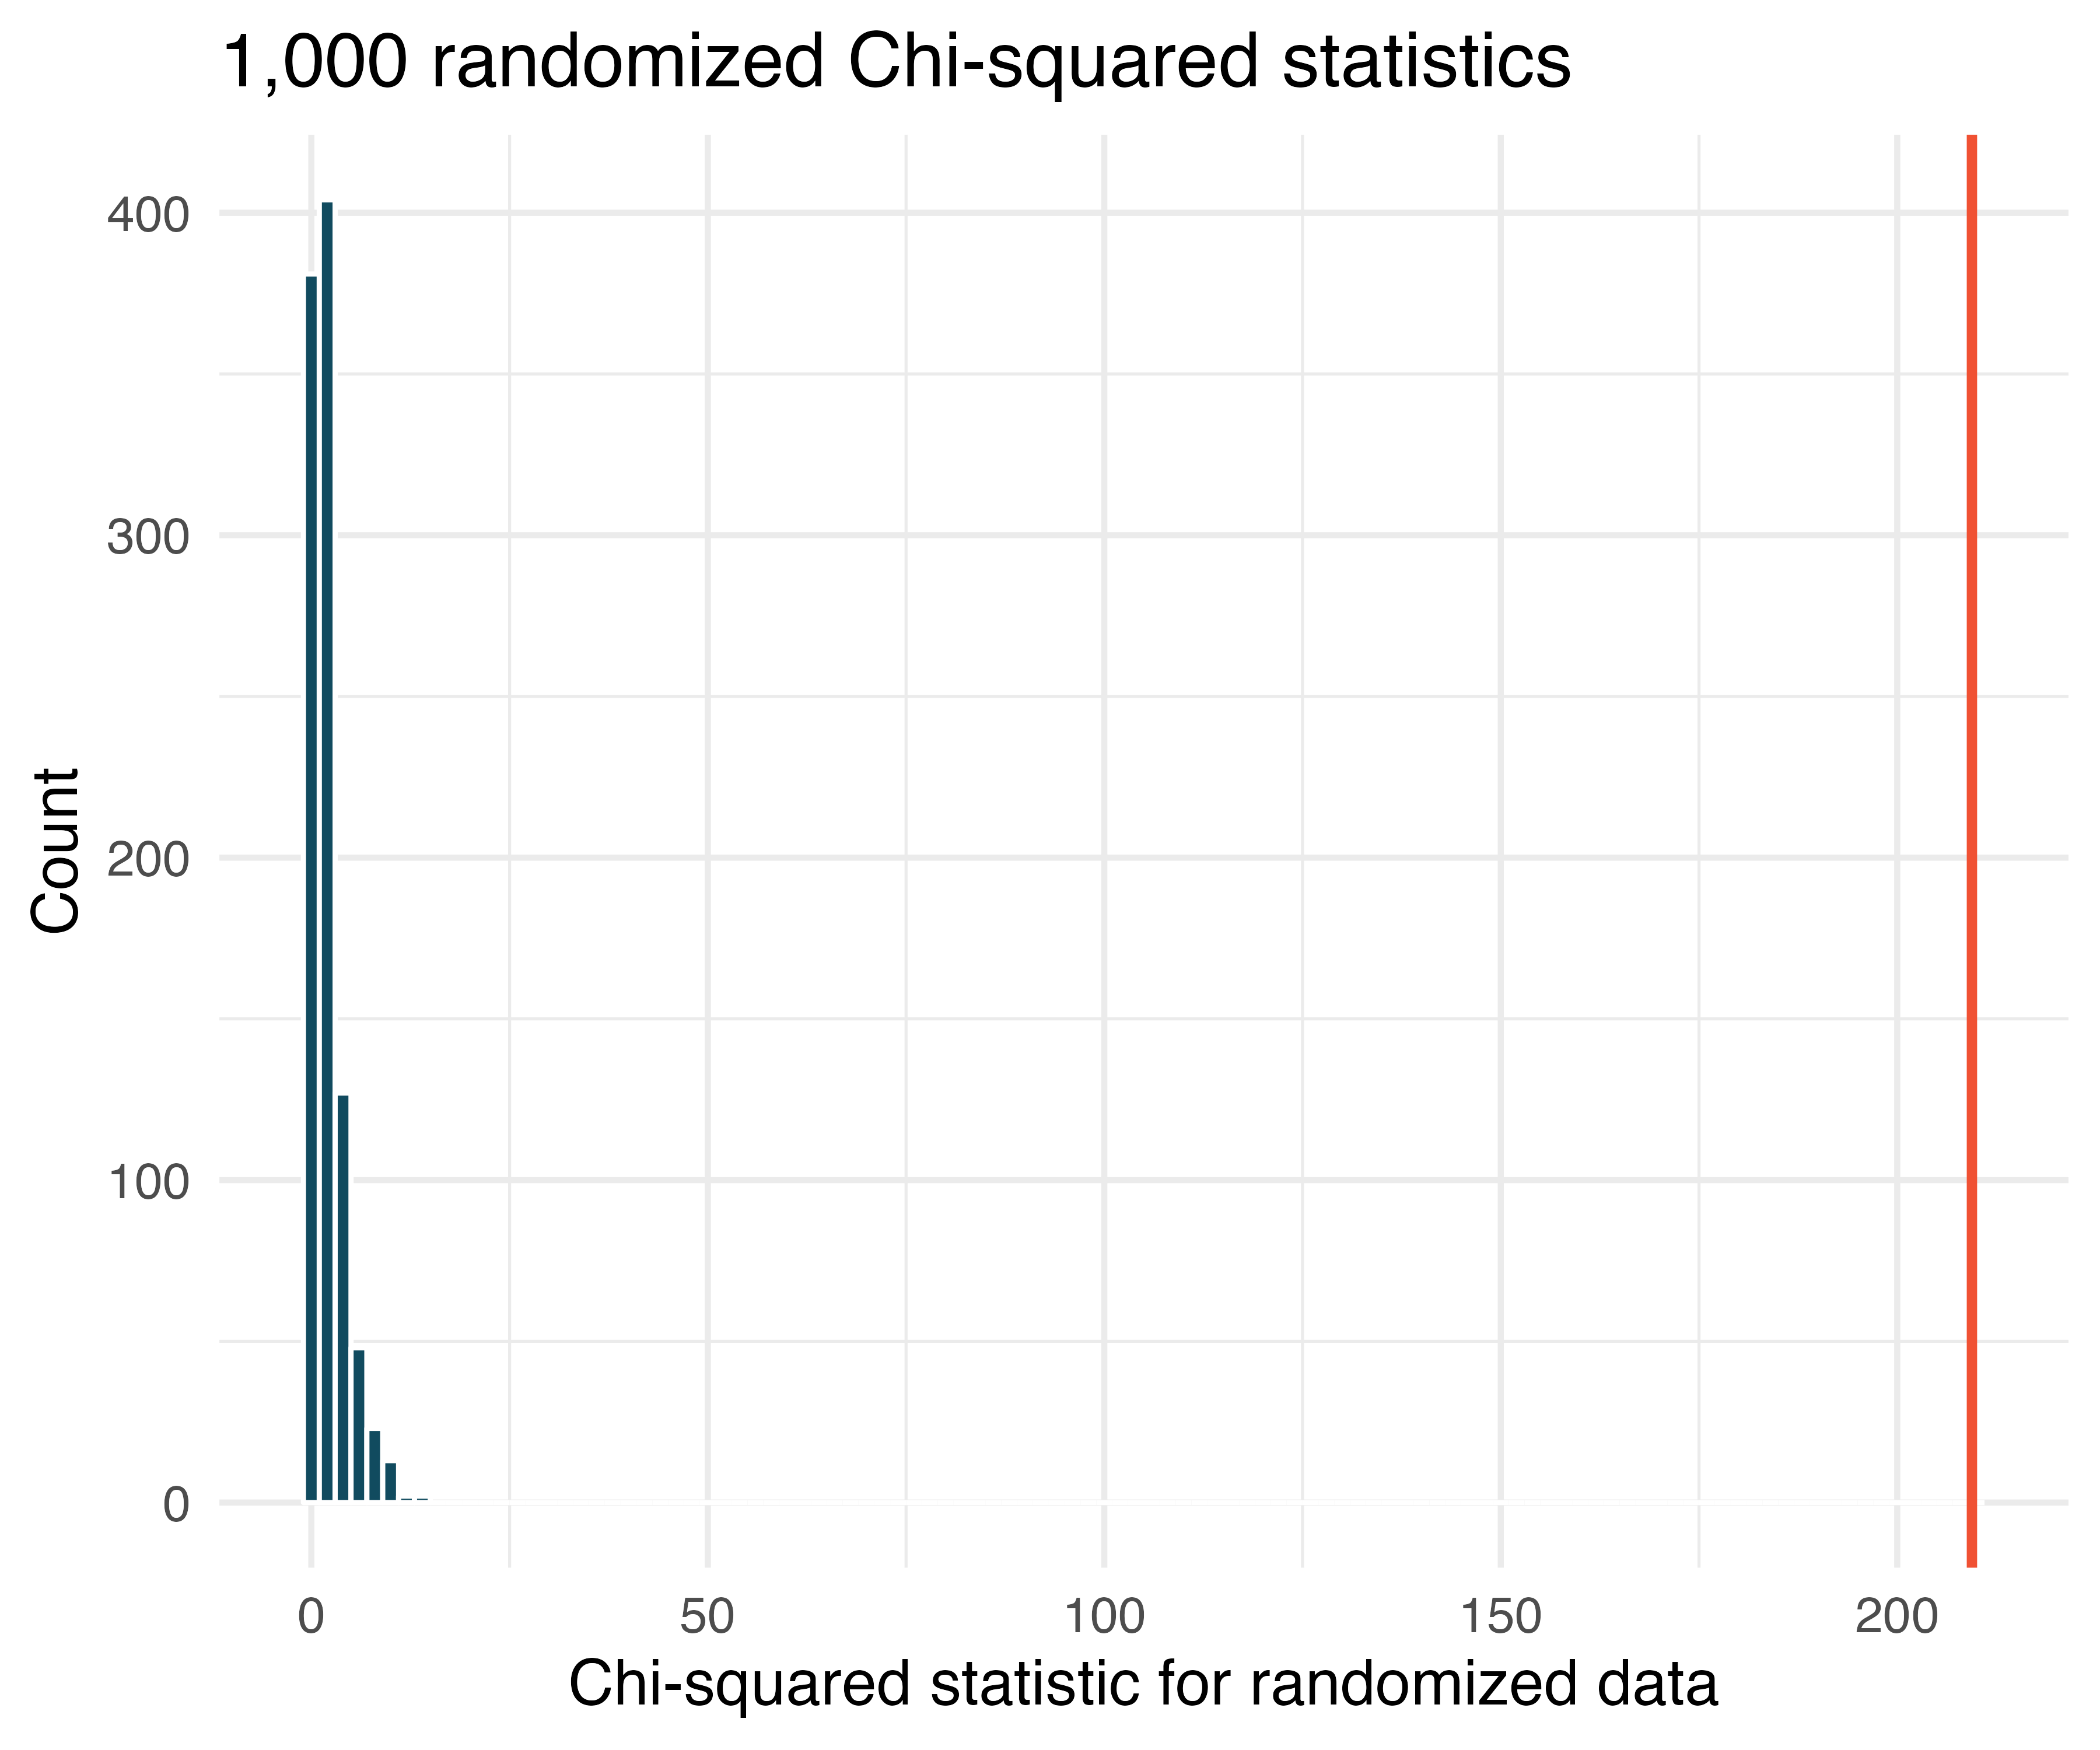 1,000 randomized Chi-squared statistics
400
300
200
100
0
Count
0 50 100 150 200
Chi-squared statistic for randomized data